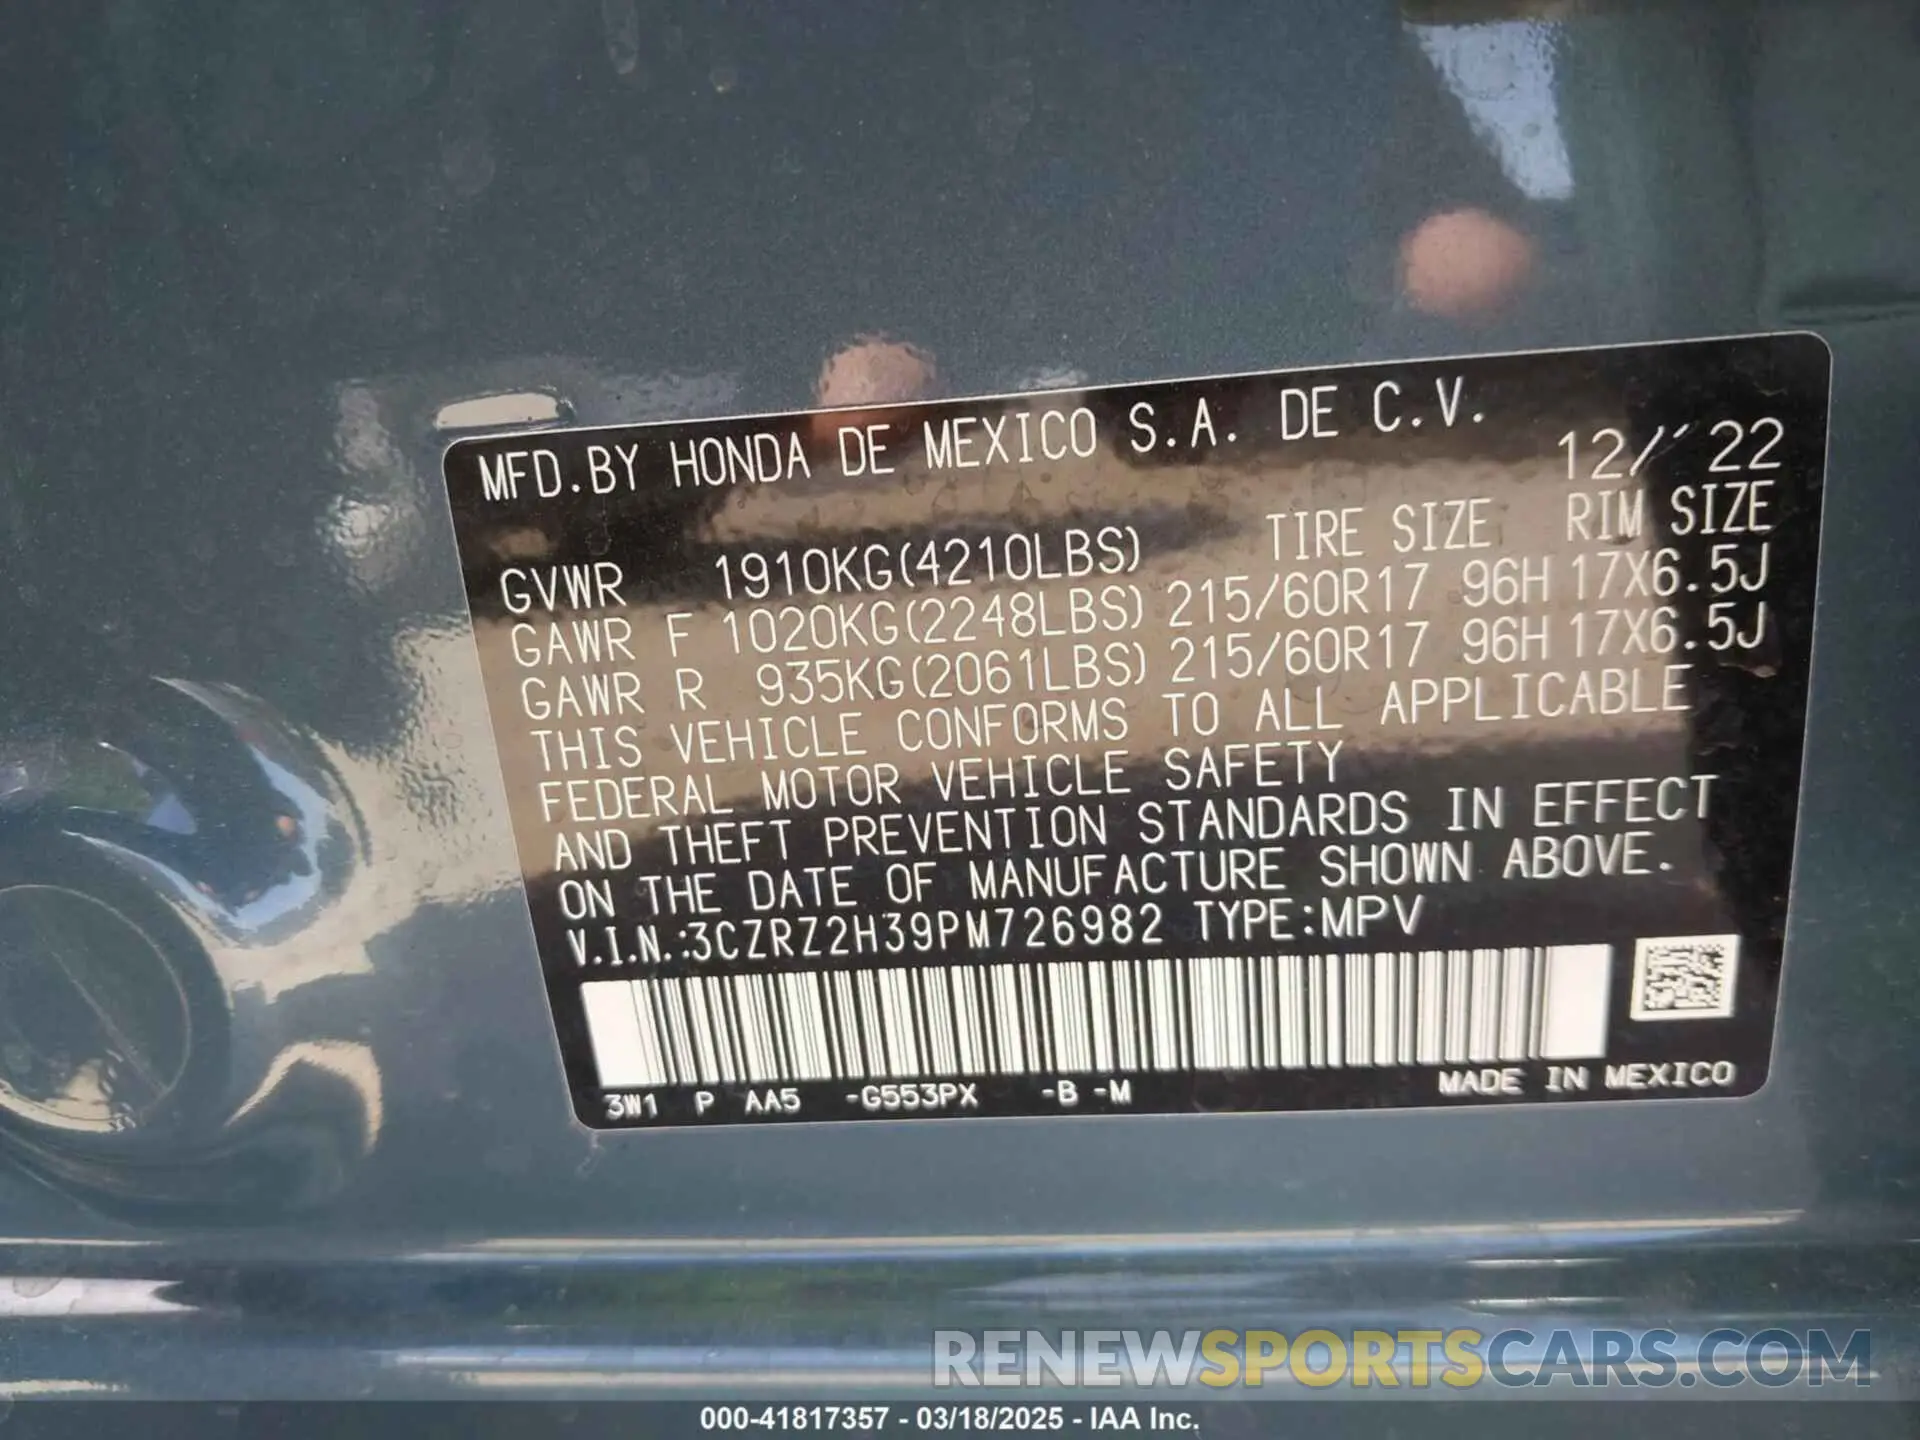 MFD.BY HONDA DE MEXICO S.A. DE C.V.
12/'22
TIRE SIZE RIM SIZE
GVWR 1910KG(4210LBS)
GAWR F 1020KG(2248LBS) 215/60R17 96H 17X6.5J
GAWR R 935KG(2061LBS) 215/60R17 96H 17X6.5J
THIS VEHICLE CONFORMS TO ALL APPLICABLE
FEDERAL MOTOR VEHICLE SAFETY
AND THEFT PREVENTION STANDARDS IN EFFECT
ON THE DATE OF MANUFACTURE SHOWN ABOVE.
V.I.N.:3CZRZ2H39PM726982 TYPE:MPV
3W1 P AA5 -G553PX -B -M MADE IN MEXICO
RENEWSPORTSCARS.COM
000-41817357 - 03/18/2025 - IAA Inc.